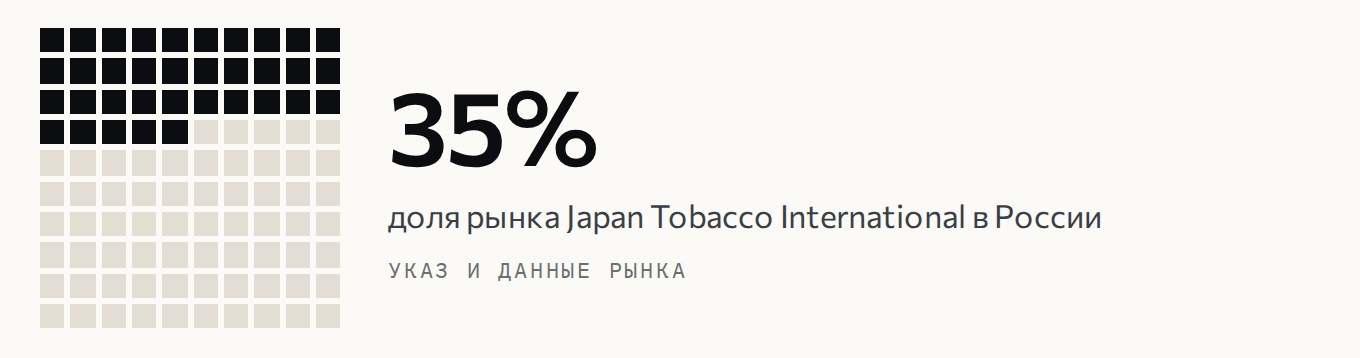 35%
доля рынка Japan Tobacco International в России
УКАЗ И ДАННЫЕ РЫНКА